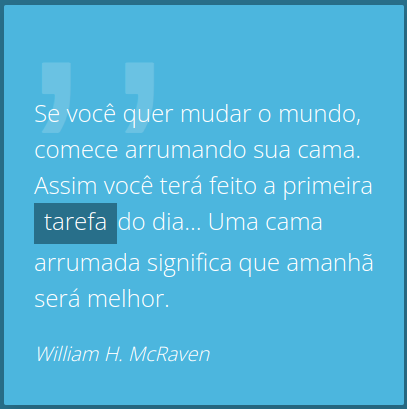 Se você quer mudar o mundo,
comece arrumando sua cama.
Assim você terá feito a primeira
tarefa do dia... Uma cama
arrumada significa que amanhã
será melhor.
William H. McRaven